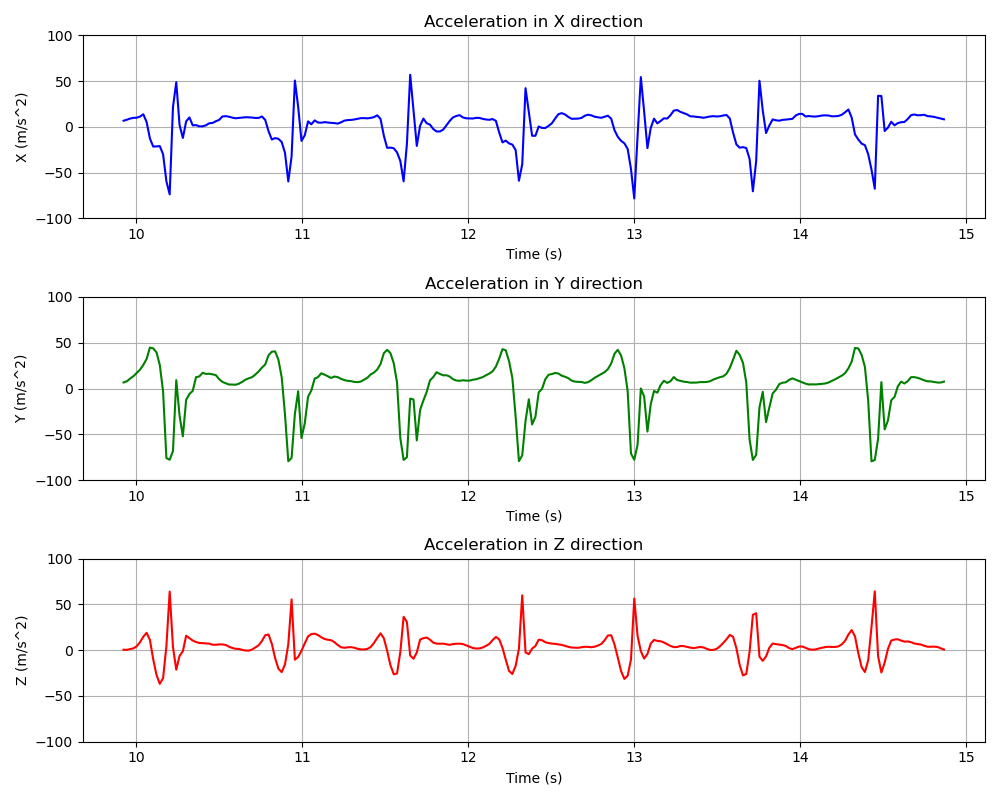 Acceleration in X direction
100
50
0
−50
−100
X (m/s^2)
10 11 12 13 14 15
Time (s)
Acceleration in Y direction
100
50
0
−50
−100
Y (m/s^2)
10 11 12 13 14 15
Time (s)
Acceleration in Z direction
100
50
0
−50
−100
Z (m/s^2)
10 11 12 13 14 15
Time (s)